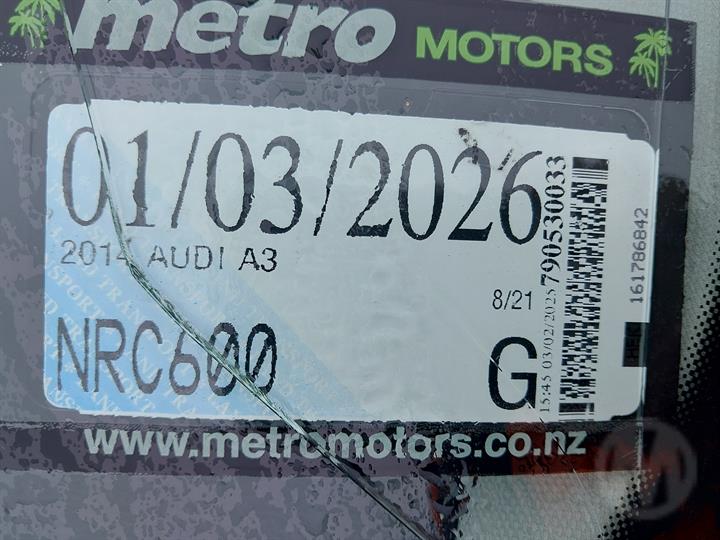 metro MOTORS
01/03/2026
2014 AUDI A3
8/21
NRC600
G
15:45 03/02/2025 790530033
161786842
www.metromotors.co.nz
M